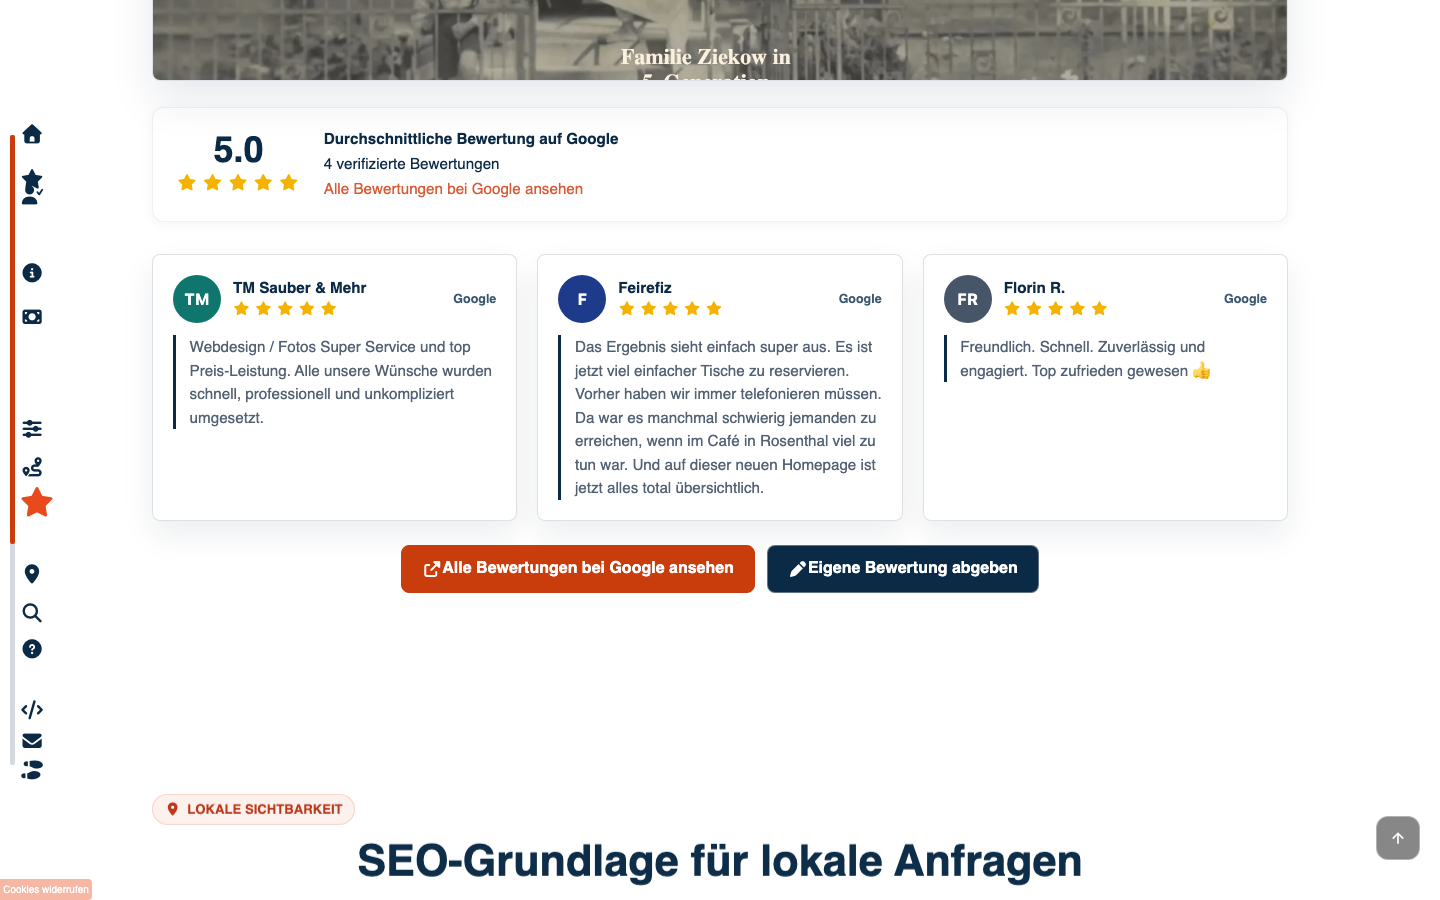 Familie Ziekow in
5. Generation
5.0
Durchschnittliche Bewertung auf Google
4 verifizierte Bewertungen
Alle Bewertungen bei Google ansehen
TM
TM Sauber & Mehr
Google
Webdesign / Fotos Super Service und top
Preis-Leistung. Alle unsere Wünsche wurden
schnell, professionell und unkompliziert
umgesetzt.
F
Feirefiz
Google
Das Ergebnis sieht einfach super aus. Es ist
jetzt viel einfacher Tische zu reservieren.
Vorher haben wir immer telefonieren müssen.
Da war es manchmal schwierig jemanden zu
erreichen, wenn im Café in Rosenthal viel zu
tun war. Und auf dieser neuen Homepage ist
jetzt alles total übersichtlich.
FR
Florin R.
Google
Freundlich. Schnell. Zuverlässig und
engagiert. Top zufrieden gewesen 👍
Alle Bewertungen bei Google ansehen
Eigene Bewertung abgeben
LOKALE SICHTBARKEIT
SEO-Grundlage für lokale Anfragen
Cookies widerrufen